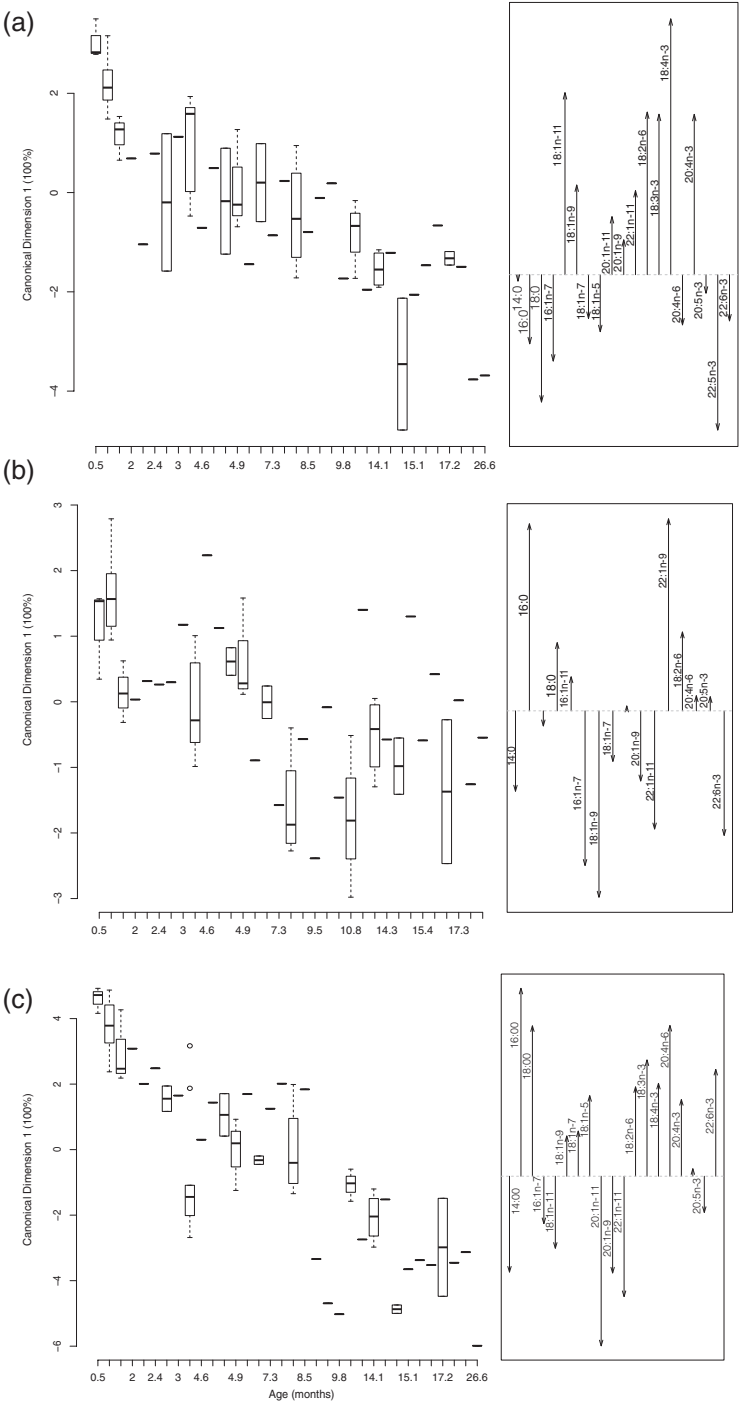 (a)
Canonical Dimension 1 (100%)
2
0
−2
−4
0.5 2 2.4 3 4.6 4.9 7.3 8.5 9.8 14.1 15.1 17.2 26.6
14:0
16:0
18:0
16:1n-7
18:1n-11
18:1n-9
18:1n-7
18:1n-5
20:1n-11
20:1n-9
22:1n-11
18:2n-6
18:3n-3
18:4n-3
20:4n-6
20:4n-3
20:5n-3
22:5n-3
22:6n-3
(b)
Canonical Dimension 1 (100%)
3
2
1
0
−1
−2
−3
0.5 2 2.4 3 4.6 4.9 7.3 9.5 10.8 14.3 15.4 17.3
14:0
16:0
18:0
16:1n-11
16:1n-7
18:1n-9
18:1n-7
20:1n-9
22:1n-11
22:1n-9
18:2n-6
20:4n-6
20:5n-3
22:6n-3
(c)
Canonical Dimension 1 (100%)
4
2
0
−2
−4
−6
0.5 2 2.4 3 4.6 4.9 7.3 8.5 9.8 14.1 15.1 17.2 26.6
Age (months)
14:00
16:00
18:00
16:1n-7
18:1n-11
18:1n-9
18:1n-7
18:1n-5
20:1n-11
20:1n-9
22:1n-11
18:2n-6
18:3n-3
18:4n-3
20:4n-6
20:4n-3
20:5n-3
22:6n-3